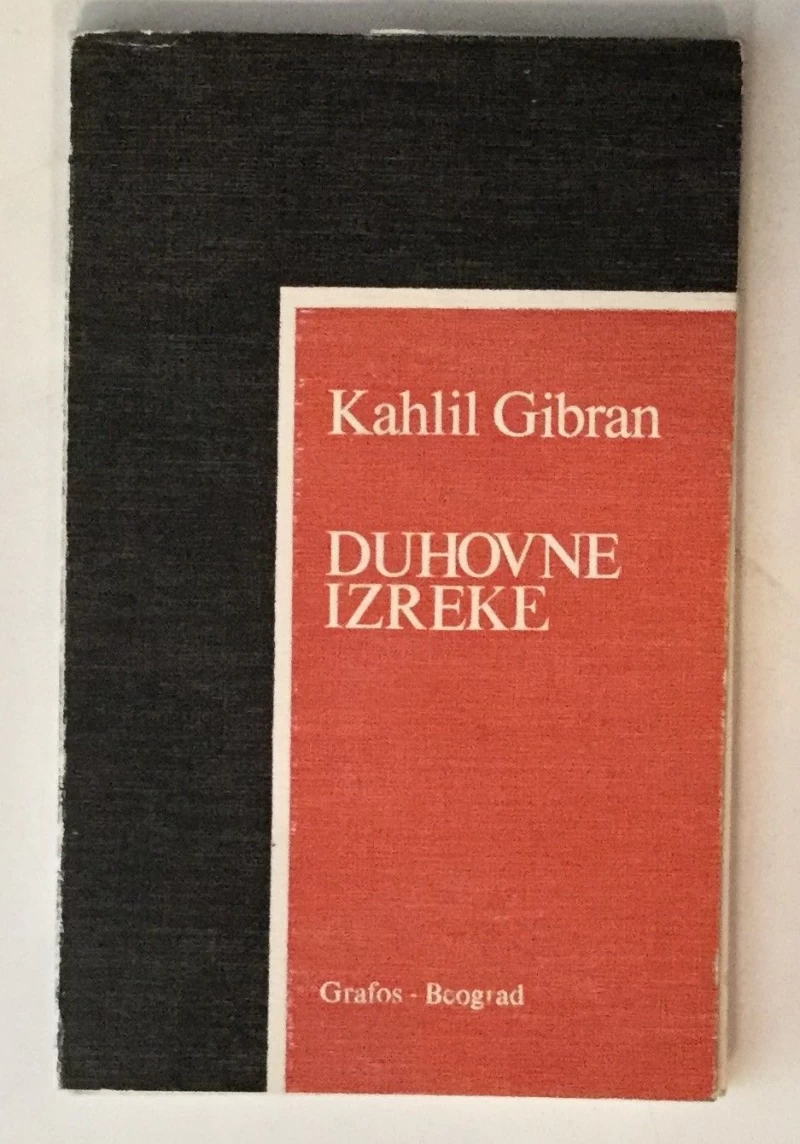 Kahlil Gibran
DUHOVNE
IZREKE
Grafos - Beograd